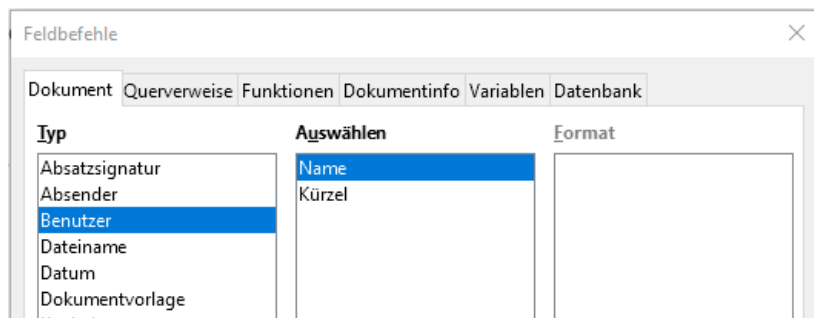 Feldbefehle
Dokument Querverweise Funktionen Dokumentinfo Variablen Datenbank
Typ Auswählen Format
Absatzsignatur Name
Absender Kürzel
Benutzer
Dateiname
Datum
Dokumentvorlage